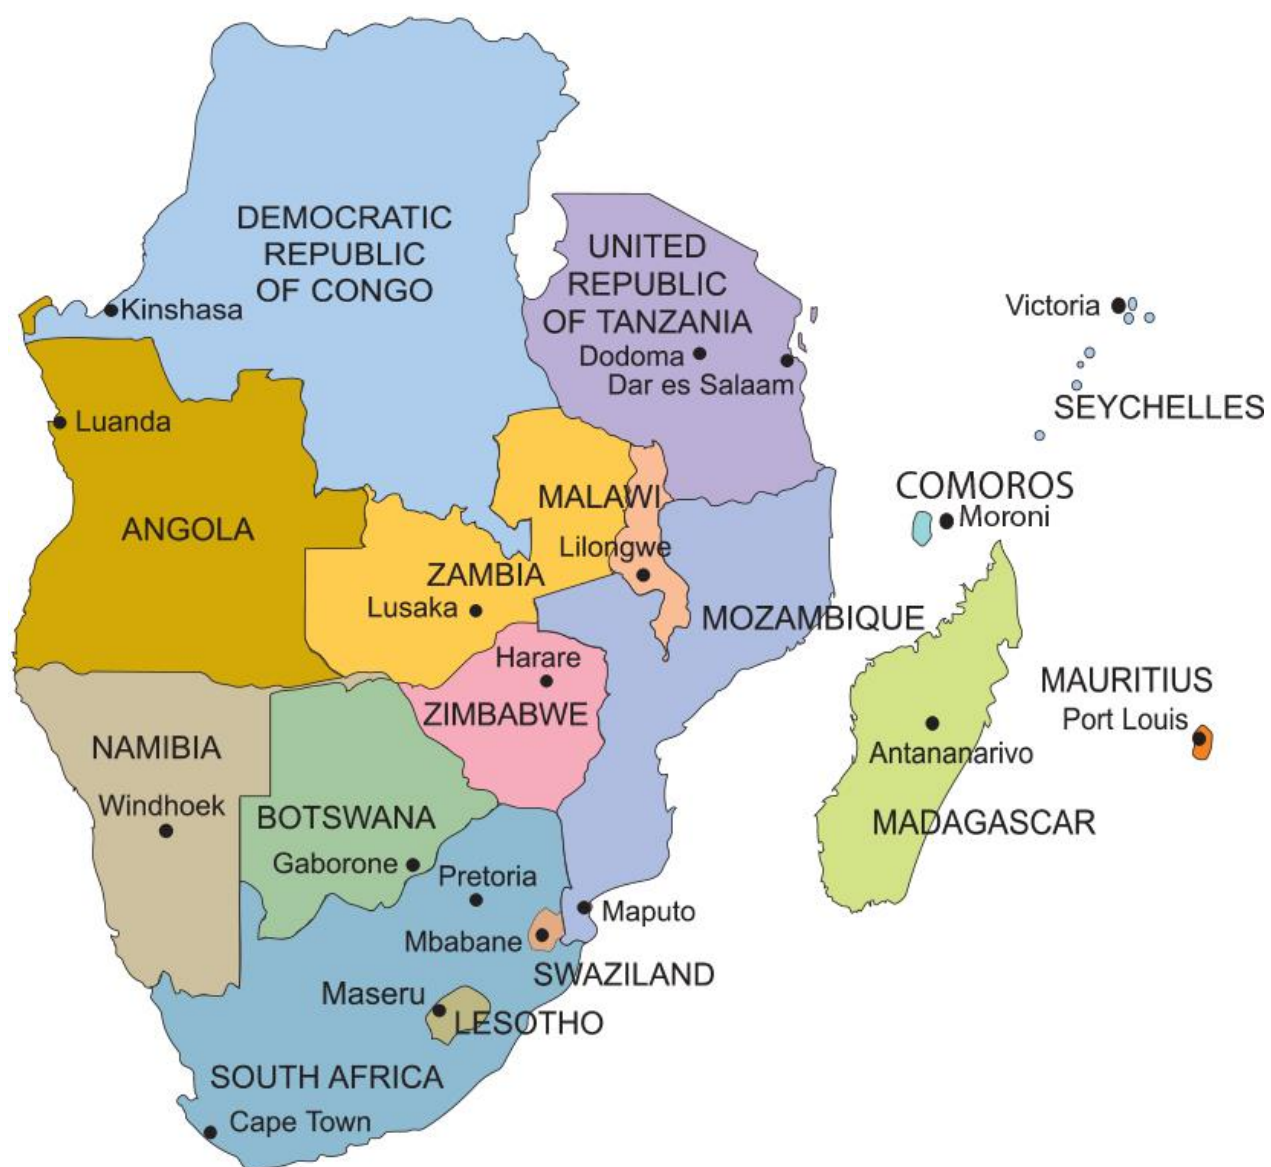 DEMOCRATIC
REPUBLIC
OF CONGO
Kinshasa
UNITED
REPUBLIC
OF TANZANIA
Dodoma
Dar es Salaam
Victoria
SEYCHELLES
Luanda
ANGOLA
MALAWI
Lilongwe
COMOROS
Moroni
ZAMBIA
Lusaka
MOZAMBIQUE
Harare
ZIMBABWE
MAURITIUS
Port Louis
NAMIBIA
Windhoek
Antananarivo
MADAGASCAR
BOTSWANA
Gaborone
Pretoria
Maputo
Mbabane
SWAZILAND
Maseru
LESOTHO
SOUTH AFRICA
Cape Town